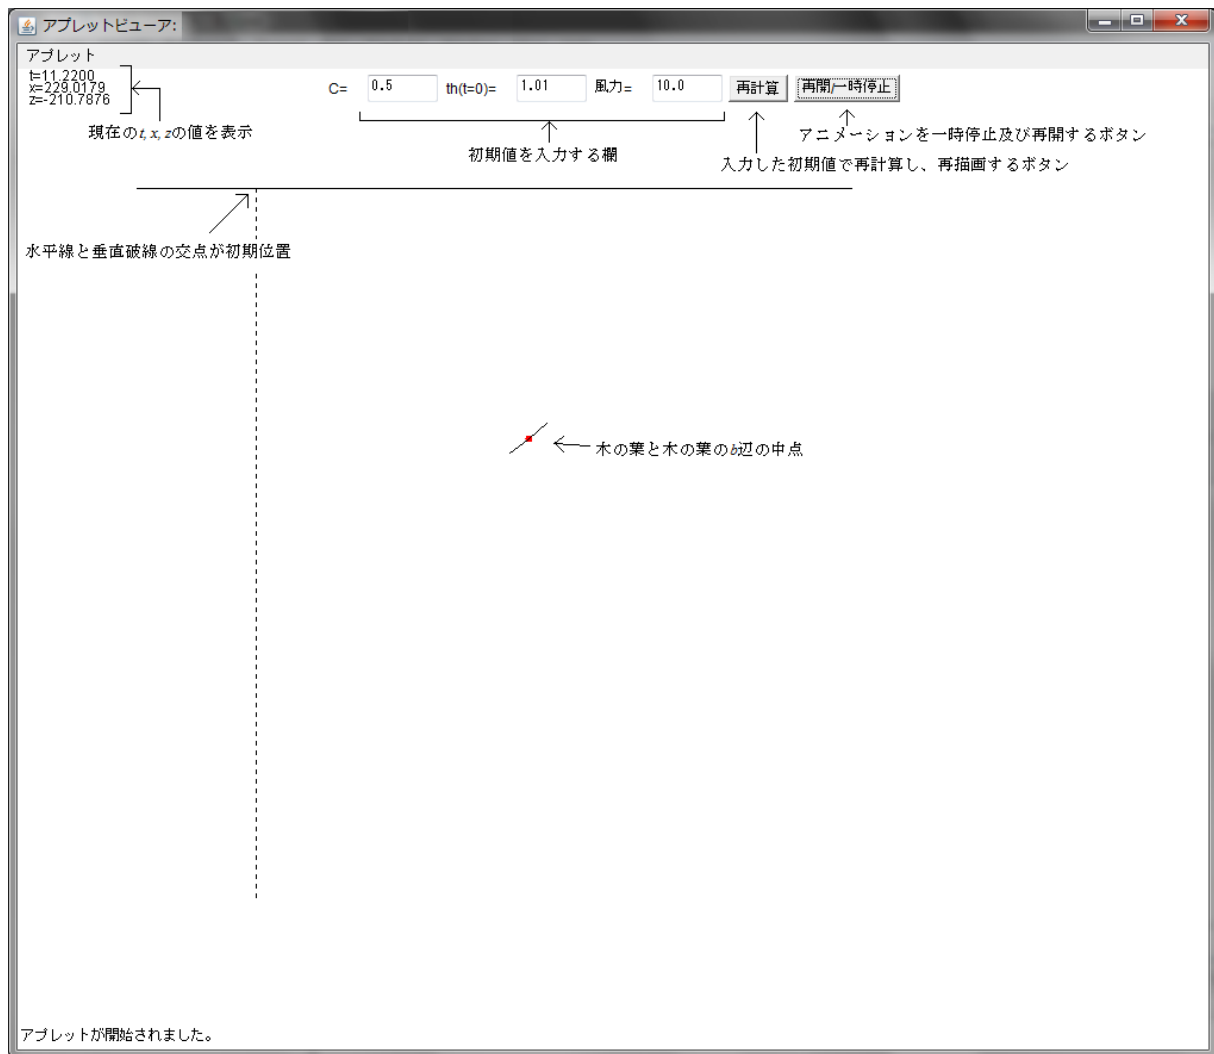 アプレットビューア:
アプレット
t=11.2200
x=229.0179
z=-210.7876
C= 0.5 th(t=0)= 1.01 風力= 10.0 再計算 再開/一時停止
現在のt, x, zの値を表示
初期値を入力する欄
アニメーションを一時停止及び再開するボタン
入力した初期値で再計算し、再描画するボタン
水平線と垂直破線の交点が初期位置
木の葉と木の葉のb辺の中点
アプレットが開始されました。